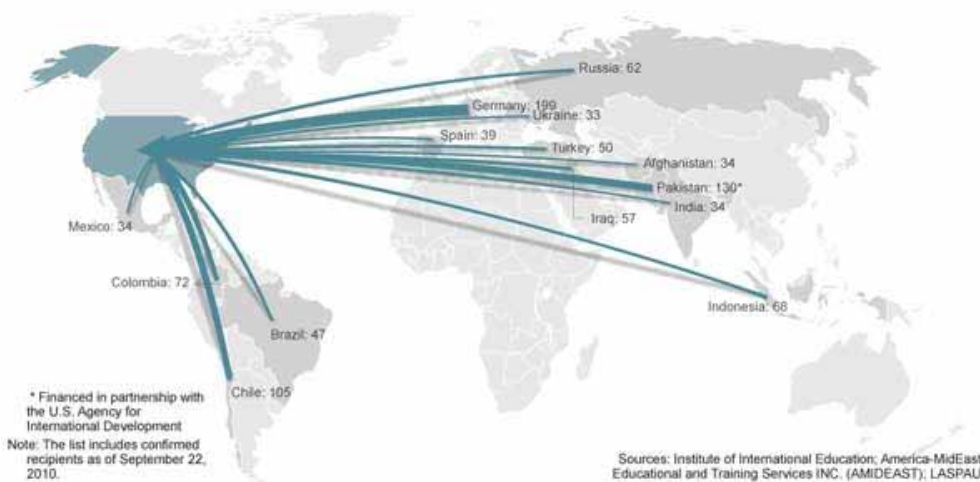 Russia: 62
Germany: 199
Ukraine: 33
Spain: 39
Turkey: 50
Afghanistan: 34
Pakistan: 130*
India: 34
Iraq: 57
Mexico: 34
Colombia: 72
Indonesia: 68
Brazil: 47
Chile: 105
* Financed in partnership with
the U.S. Agency for
International Development
Note: The list includes confirmed
recipients as of September 22,
2010.
Sources: Institute of International Education; America-MidEast
Educational and Training Services INC. (AMIDEAST); LASPAU